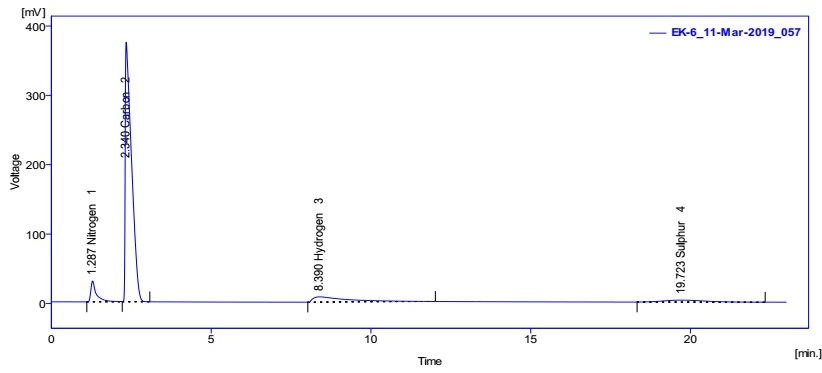 [mV]
400
EK-6_11-Mar-2019_057
300
200
100
0
Voltage
1.287 Nitrogen 1
2.340 Carbon 2
8.390 Hydrogen 3
19.723 Sulphur 4
0 5 10 15 20
Time
[min.]